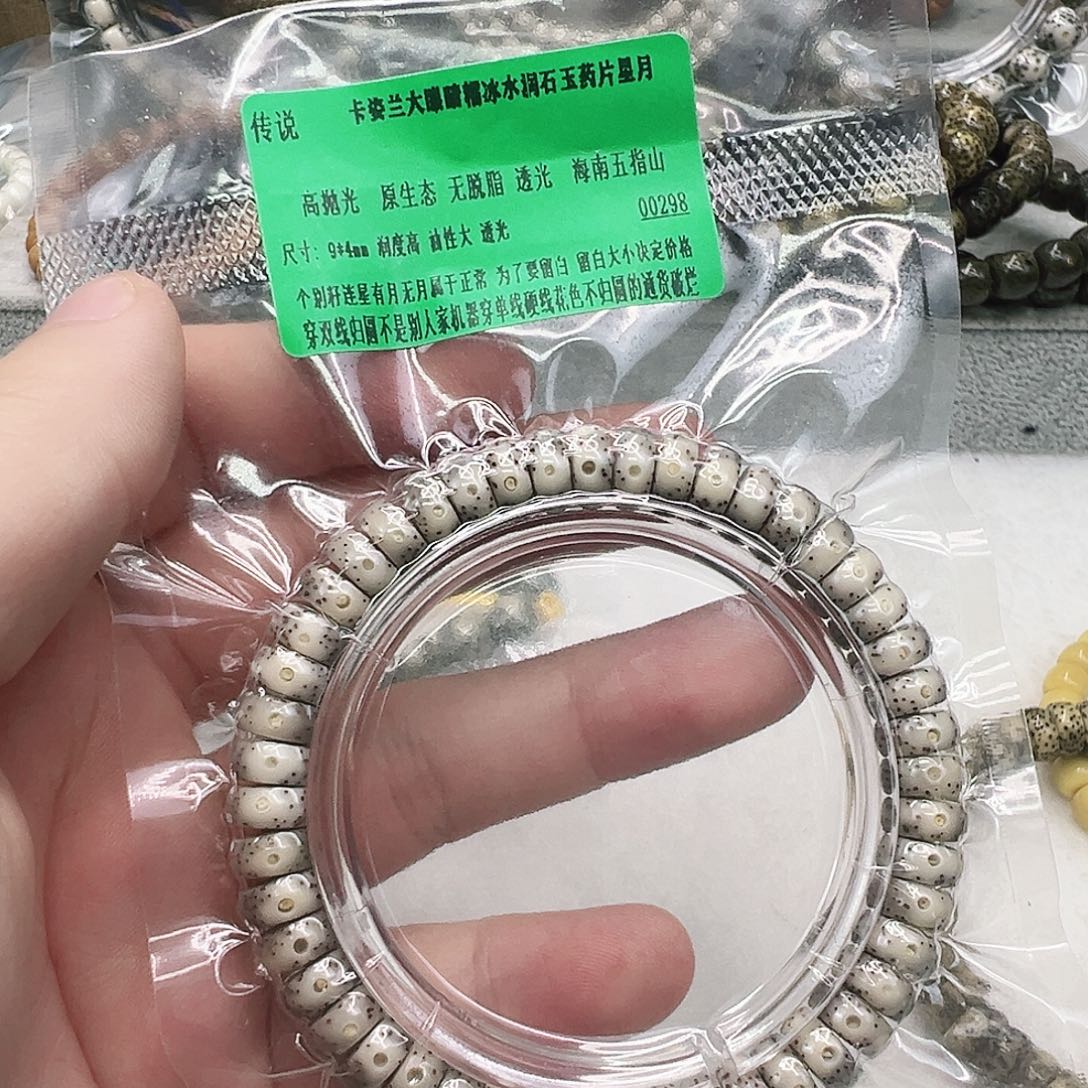 传说 卡姿兰大眼睛帽冰水润石玉药片星月
高抛光 原生态 无脱脂 透光 海南五指山
00298
尺寸: 9*4mm 润度高 油性大 透光
个别籽连星有月无月属于正常 为了要留白 留白大小决定价格
穿双线归圆不是别人家机器穿单线硬线花色不归圆的通货破烂